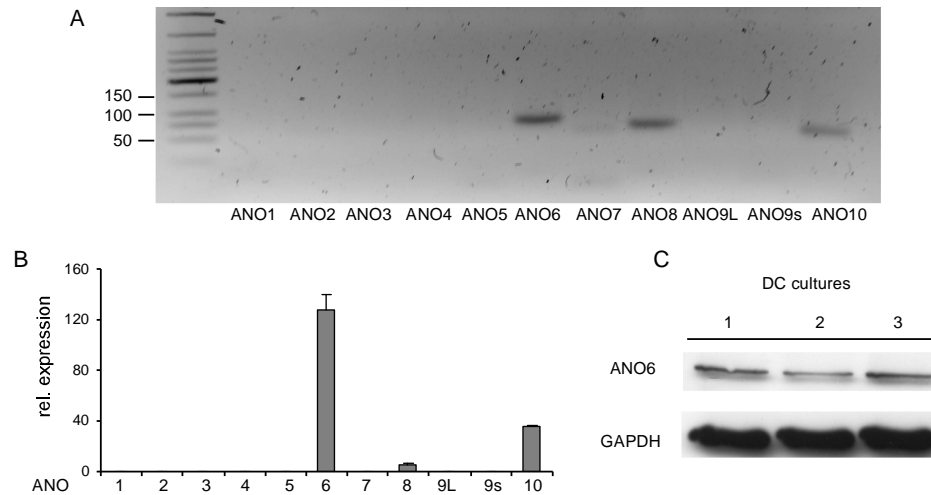 A
150
100
50
ANO1 ANO2 ANO3 ANO4 ANO5 ANO6 ANO7 ANO8 ANO9L ANO9s ANO10
B
160
120
80
40
0
rel. expression
ANO 1 2 3 4 5 6 7 8 9L 9s 10
C
DC cultures
1 2 3
ANO6
GAPDH